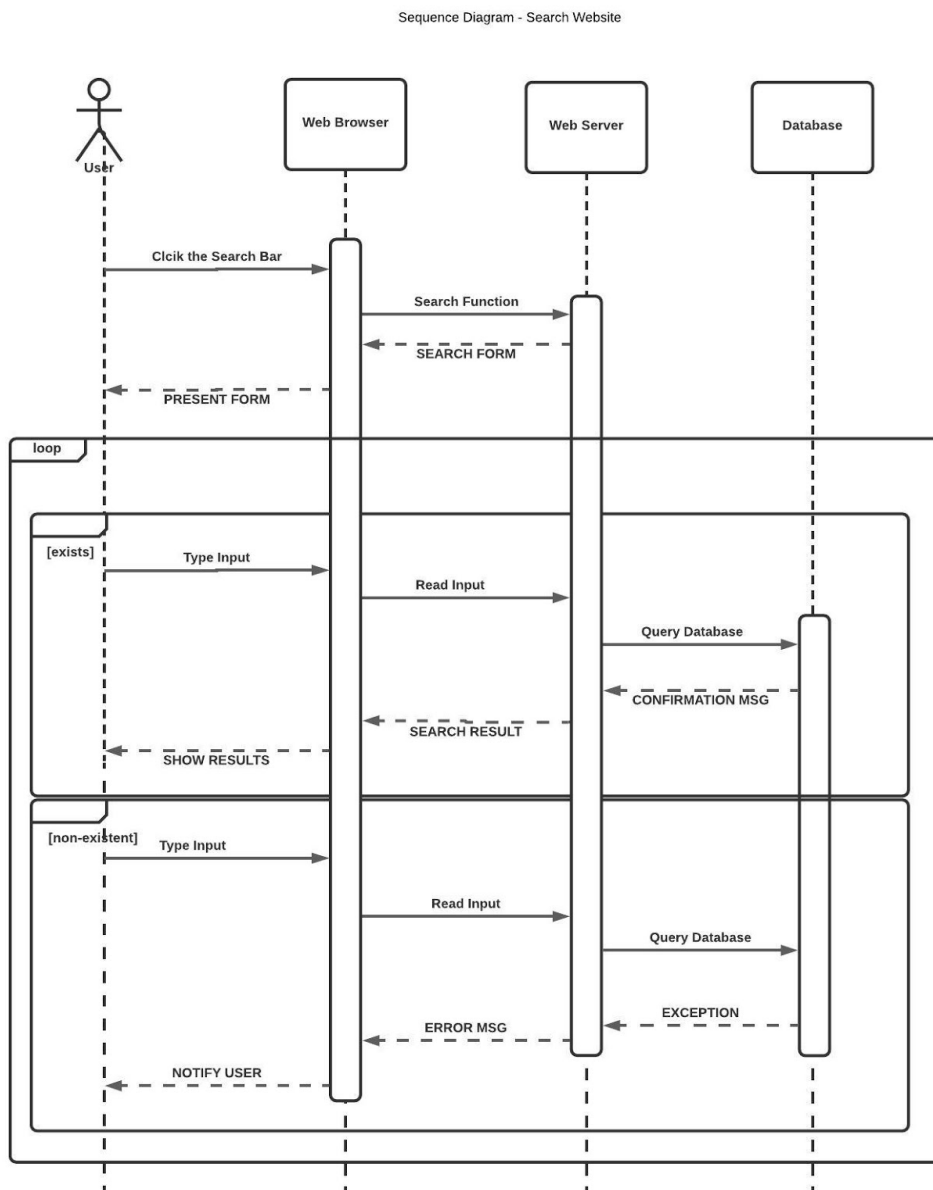 Sequence Diagram - Search Website
User
Web Browser
Web Server
Database
Clcik the Search Bar
Search Function
SEARCH FORM
PRESENT FORM
loop
[exists]
Type Input
Read Input
Query Database
CONFIRMATION MSG
SEARCH RESULT
SHOW RESULTS
[non-existent]
Type Input
Read Input
Query Database
EXCEPTION
ERROR MSG
NOTIFY USER